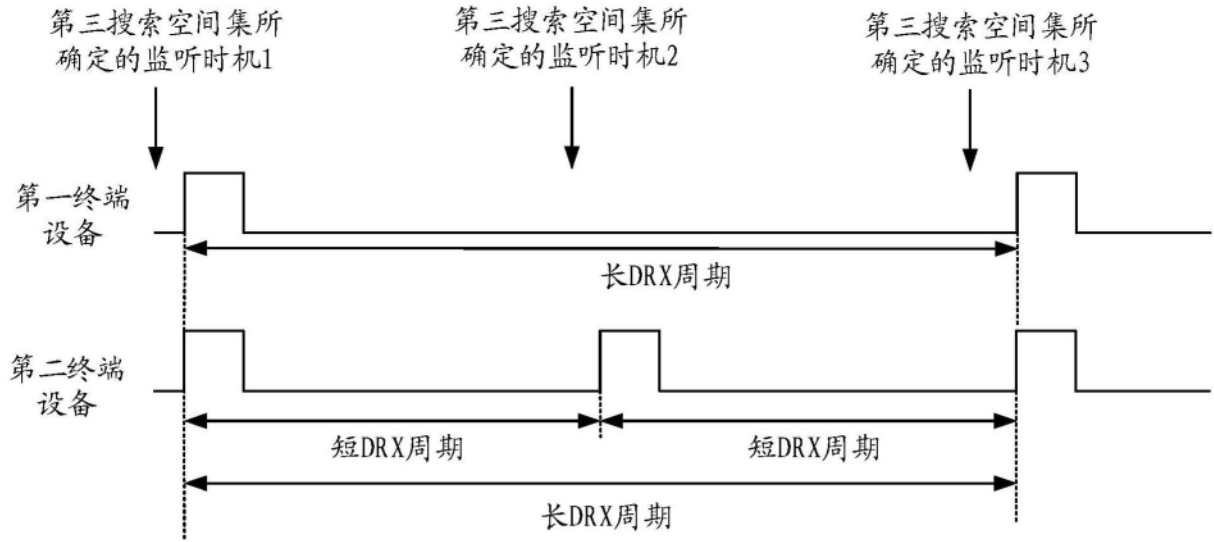 第三搜索空间集所
确定的监听时机1
第三搜索空间集所
确定的监听时机2
第三搜索空间集所
确定的监听时机3
第一终端
设备
长DRX周期
第二终端
设备
短DRX周期
短DRX周期
长DRX周期